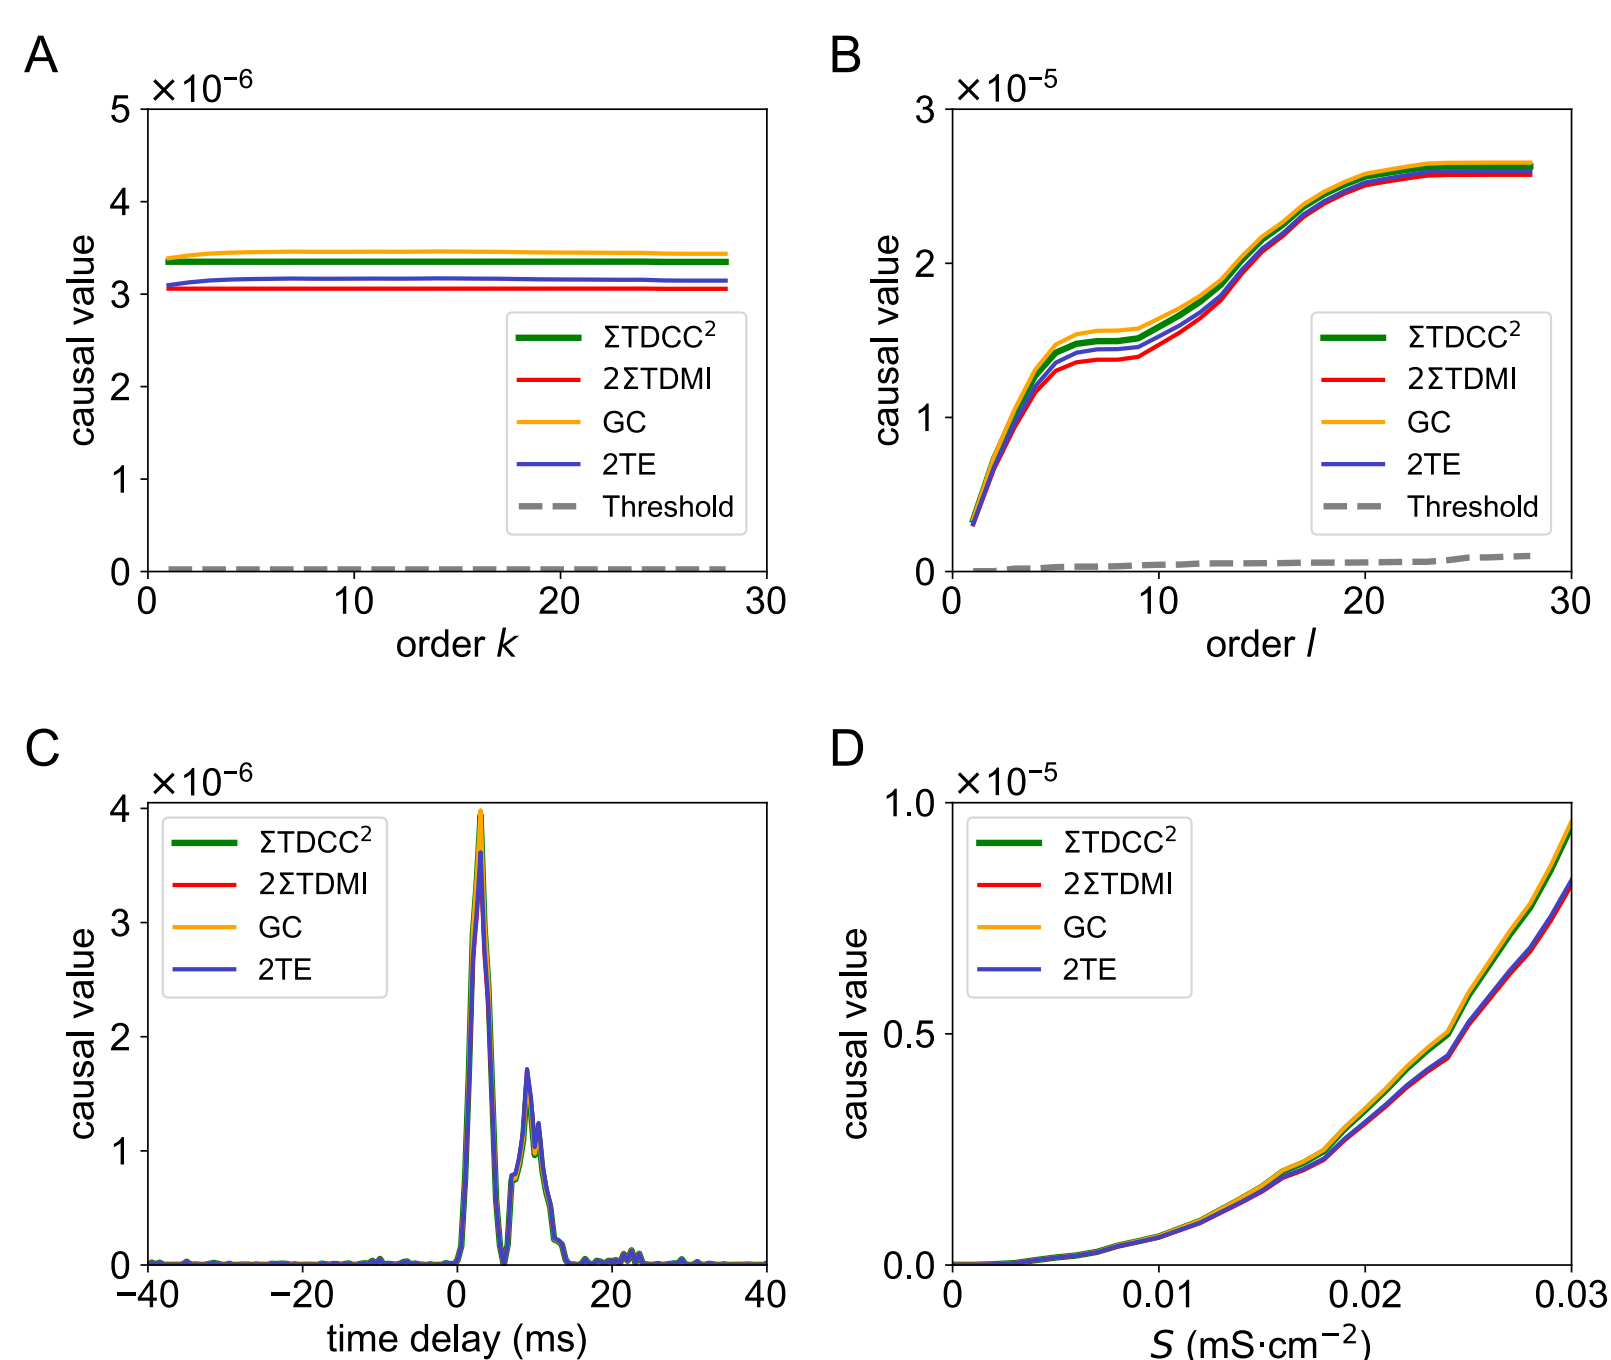 A
×10⁻⁶
5
4
3
2
1
0
causal value
ΣTDCC²
2ΣTDMI
GC
2TE
Threshold
0 10 20 30
order k
B
×10⁻⁵
3
2
1
0
causal value
ΣTDCC²
2ΣTDMI
GC
2TE
Threshold
0 10 20 30
order l
C
×10⁻⁶
4
3
2
1
0
causal value
ΣTDCC²
2ΣTDMI
GC
2TE
−40 −20 0 20 40
time delay (ms)
D
×10⁻⁵
1.0
0.5
0.0
causal value
ΣTDCC²
2ΣTDMI
GC
2TE
0 0.01 0.02 0.03
S (mS·cm⁻²)